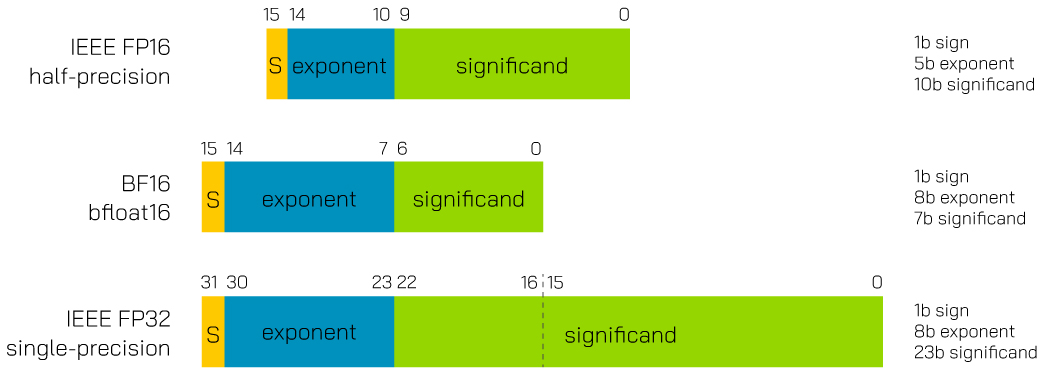 15 14 10 9 0
IEEE FP16
half-precision
S exponent significand
1b sign
5b exponent
10b significand
15 14 7 6 0
BF16
bfloat16
S exponent significand
1b sign
8b exponent
7b significand
31 30 23 22 16 15 0
IEEE FP32
single-precision
S exponent significand
1b sign
8b exponent
23b significand